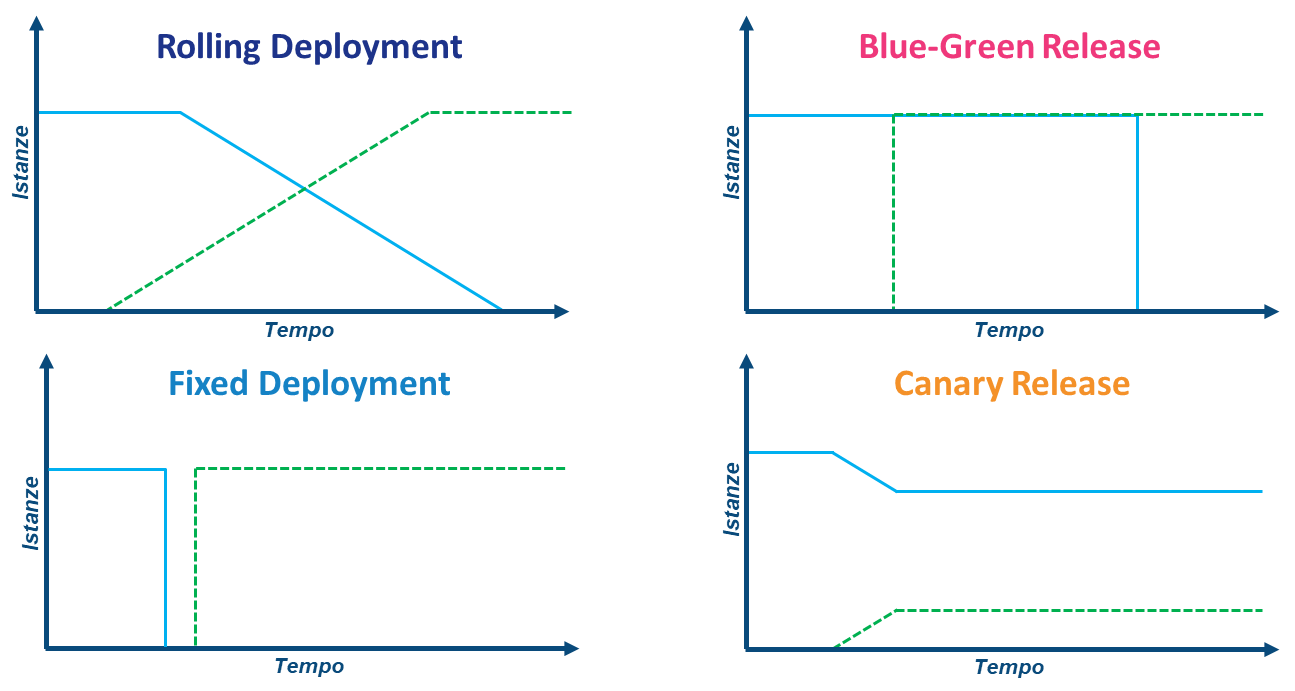 Rolling Deployment
Istanze
Tempo
Blue-Green Release
Istanze
Tempo
Fixed Deployment
Istanze
Tempo
Canary Release
Istanze
Tempo